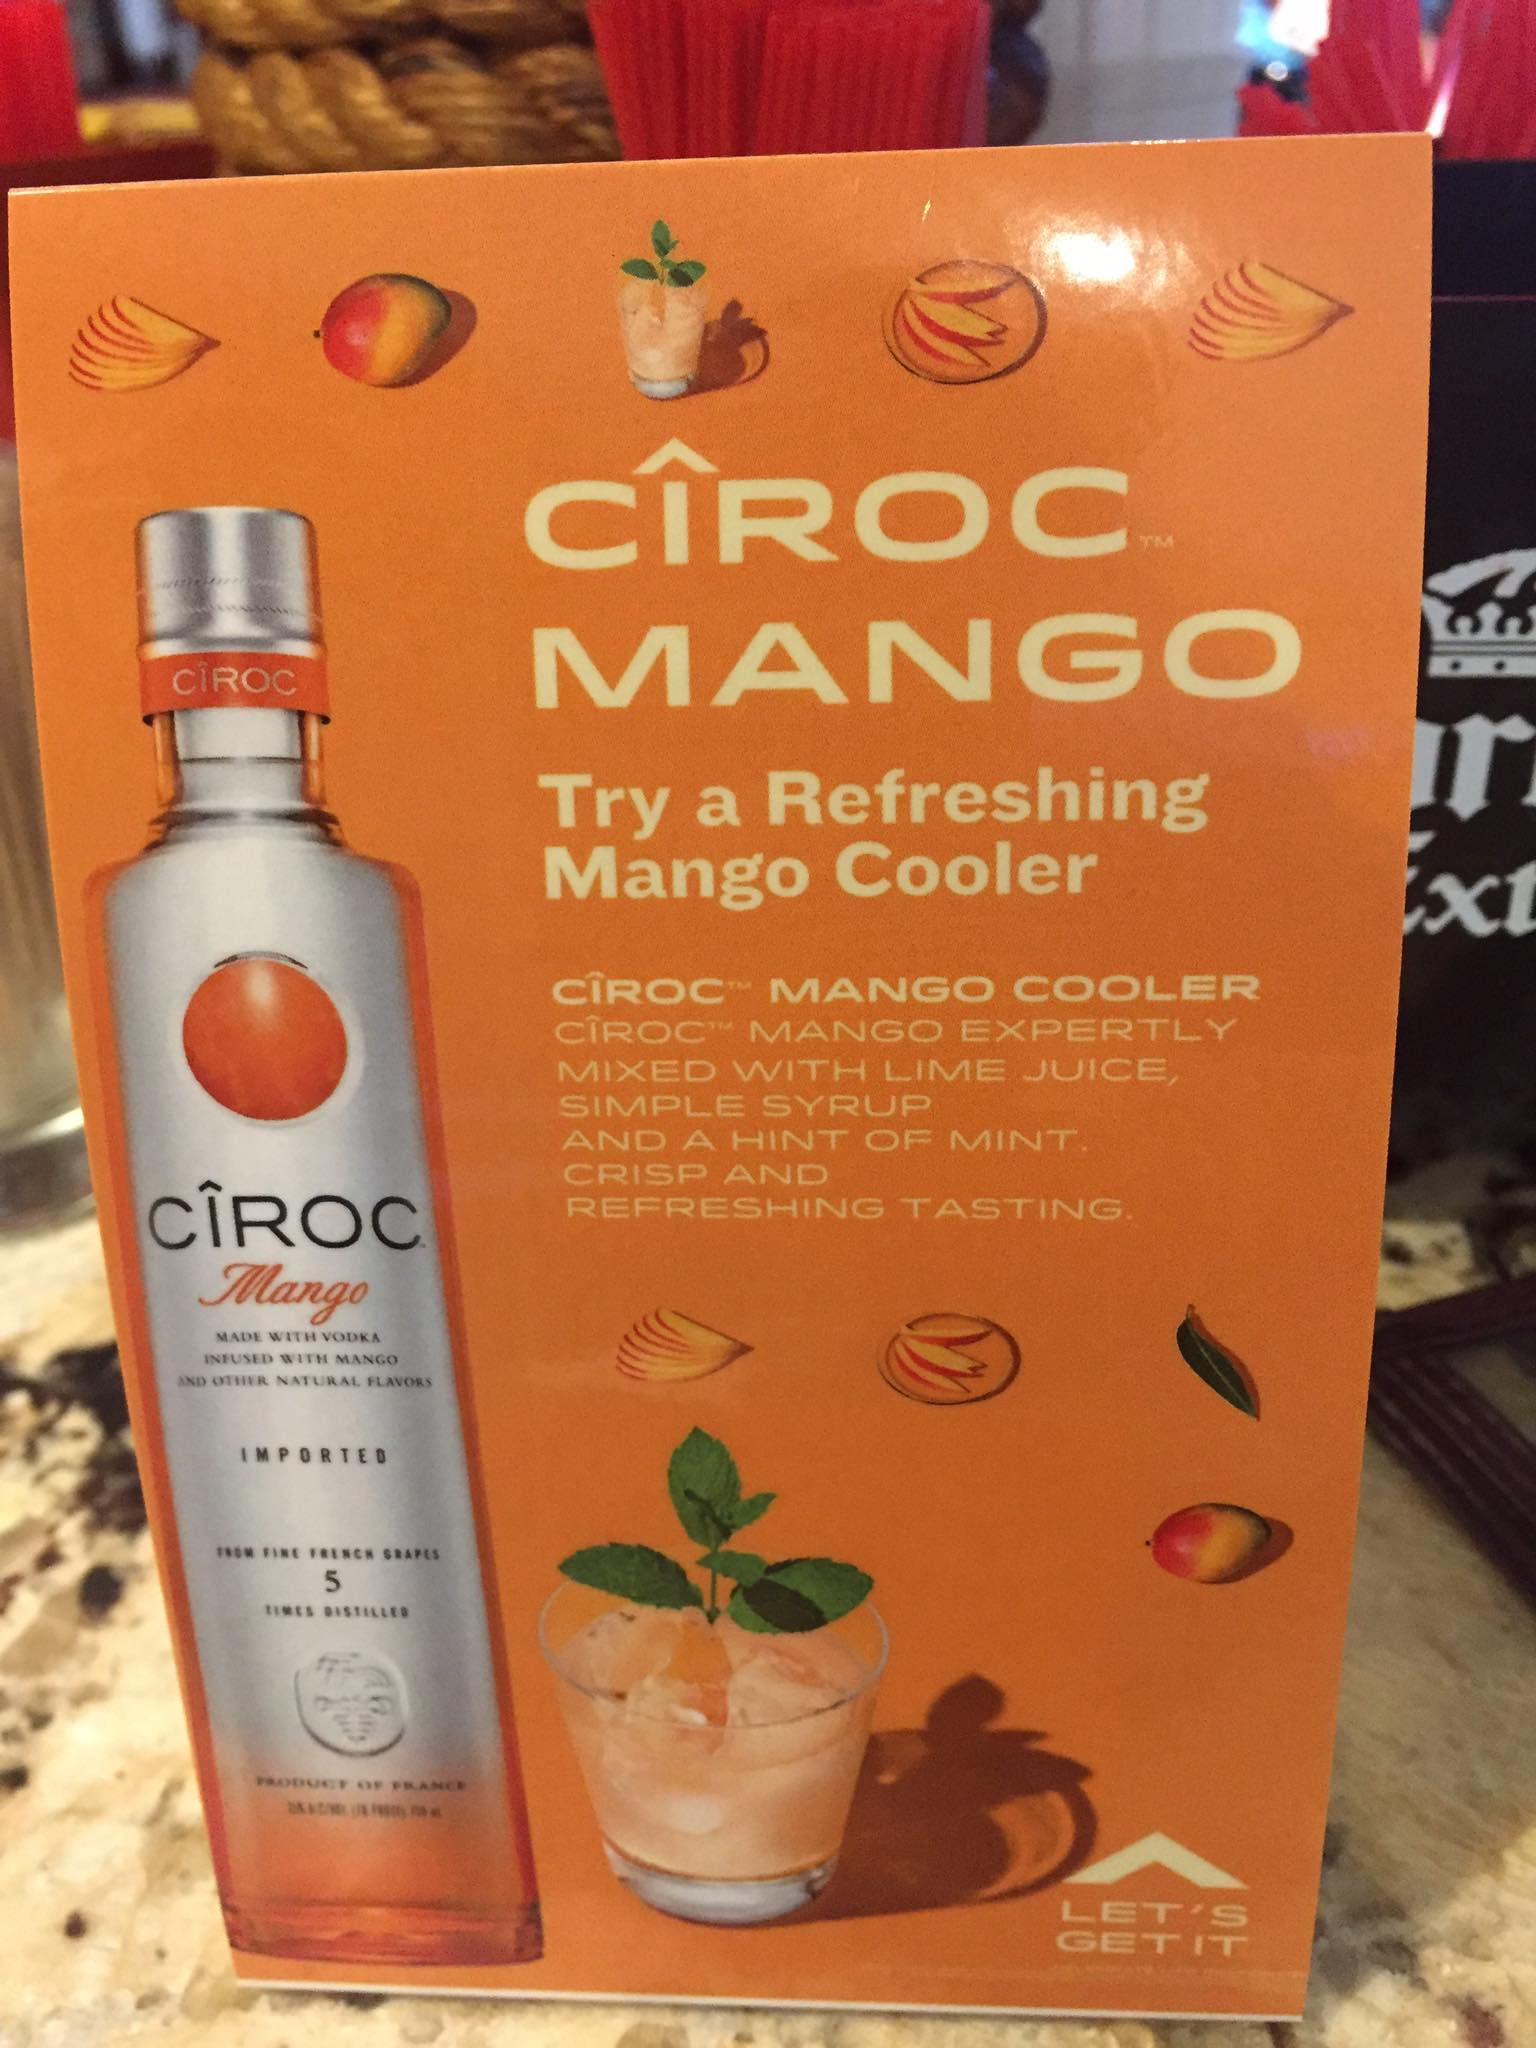 CÎROC™
MANGO
Try a Refreshing
Mango Cooler
CÎROC™ MANGO COOLER
CÎROC™ MANGO EXPERTLY
MIXED WITH LIME JUICE,
SIMPLE SYRUP
AND A HINT OF MINT.
CRISP AND
REFRESHING TASTING.
CÎROC
CÎROC
Mango
MADE WITH VODKA
INFUSED WITH MANGO
AND OTHER NATURAL FLAVORS
IMPORTED
FROM FINE FRENCH GRAPES
5
TIMES DISTILLED
PRODUCT OF FRANCE
LET'S
GET IT